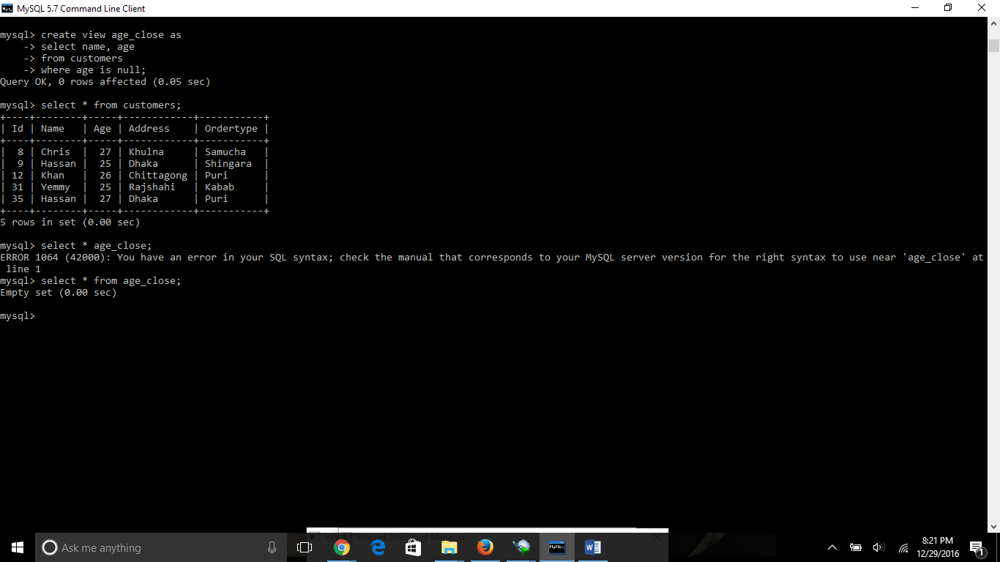 MySQL 5.7 Command Line Client
mysql> create view age_close as
    -> select name, age
    -> from customers
    -> where age is null;
Query OK, 0 rows affected (0.05 sec)
mysql> select * from customers;
+----+--------+-----+------------+-----------+
| Id | Name   | Age | Address    | Ordertype |
+----+--------+-----+------------+-----------+
|  8 | Chris  |  27 | Khulna     | Samucha   |
|  9 | Hassan |  25 | Dhaka      | Shingara  |
| 12 | Khan   |  26 | Chittagong | Puri      |
| 31 | Yemmy  |  25 | Rajshahi   | Kabab     |
| 35 | Hassan |  27 | Dhaka      | Puri      |
+----+--------+-----+------------+-----------+
5 rows in set (0.00 sec)
mysql> select * age_close;
ERROR 1064 (42000): You have an error in your SQL syntax; check the manual that corresponds to your MySQL server version for the right syntax to use near 'age_close' at
 line 1
mysql> select * from age_close;
Empty set (0.00 sec)
mysql>
Internet Download Manager
Ask me anything
8:21 PM
12/29/2016
1